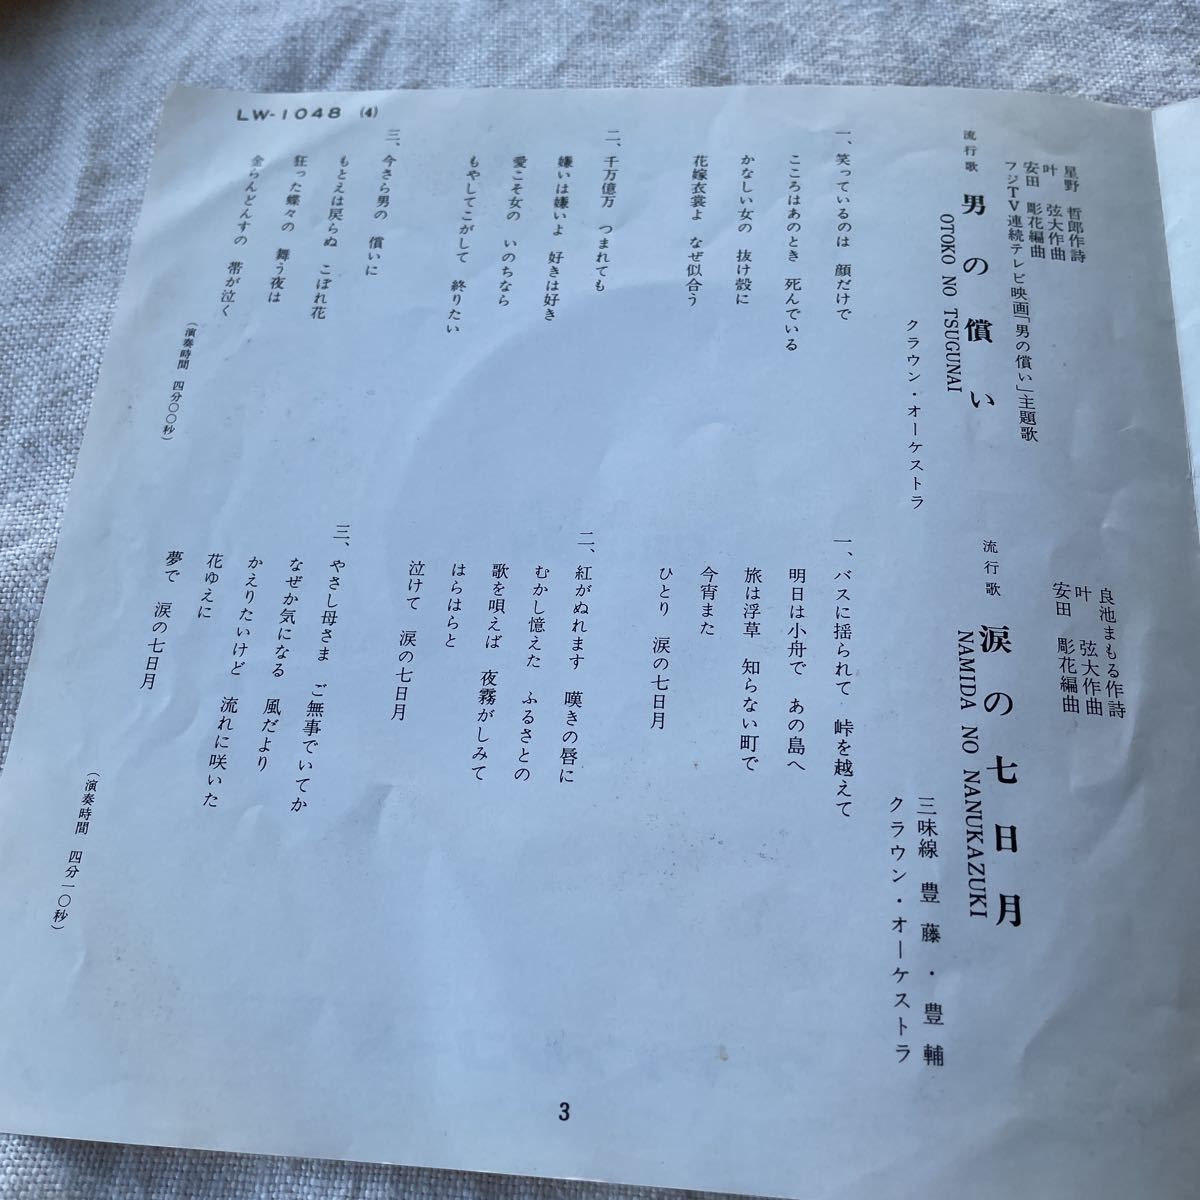 LW-1048 (4)
星野 哲郎作詩
叶 弦大作曲
安田 彫花編曲
フジTV連続テレビ映画「男の償い」主題歌
流行歌 男の償い
OTOKO NO TSUGUNAI
クラウン・オーケストラ
一、笑っているのは 顔だけで
こころはあのとき 死んでいる
かなしい女の 抜け殻に
花嫁衣裳よ なぜ似合う
二、千万億万 つまれても
嫌いは嫌いよ 好きは好き
愛こそ女の いのちなら
もやしてこがして 終りたい
三、今さら男の 償いに
もとえは戻らぬ こぼれ花
狂った蝶々の 舞う夜は
金らんどんすの 帯が泣く
(演奏時間 四分〇〇秒)
良池まもる作詩
叶 弦大作曲
安田 彫花編曲
流行歌 涙の七日月
NAMIDA NO NANUKAZUKI
三味線 豊藤・豊輔
クラウン・オーケストラ
一、バスに揺られて 峠を越えて
明日は小舟で あの島へ
旅は浮草 知らない町で
今宵また
ひとり 涙の七日月
二、紅がぬれます 嘆きの唇に
むかし憶えた ふるさとの
歌を唄えば 夜霧がしみて
はらはらと
泣けて 涙の七日月
三、やさし母さま ご無事でいてか
なぜか気になる 風だより
かえりたいけど 流れに咲いた
花ゆえに
夢で 涙の七日月
(演奏時間 四分一〇秒)
3